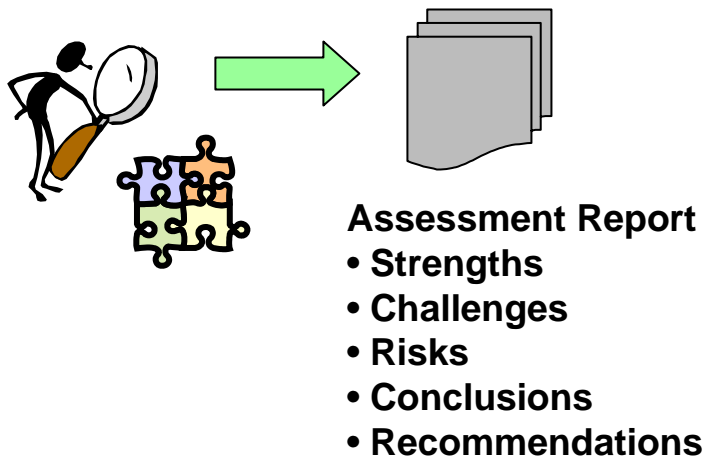 Assessment Report
• Strengths
• Challenges
• Risks
• Conclusions
• Recommendations